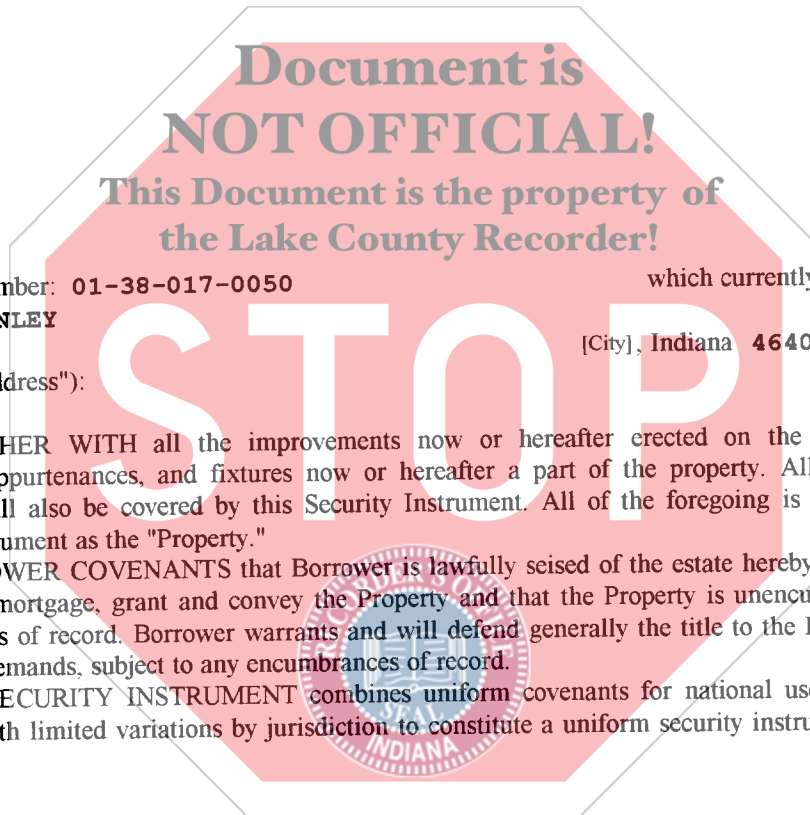 Document is
NOT OFFICIAL!
This Document is the property of
the Lake County Recorder!
nber: 01-38-017-0050 which currently
NLEY
[City], Indiana 4640
ddress"):
HER WITH all the improvements now or hereafter erected on the
ppurtenances, and fixtures now or hereafter a part of the property. All
ll also be covered by this Security Instrument. All of the foregoing is
ument as the "Property."
OWER COVENANTS that Borrower is lawfully seised of the estate hereby
mortgage, grant and convey the Property and that the Property is unencu
s of record. Borrower warrants and will defend generally the title to the
emands, subject to any encumbrances of record.
ECURITY INSTRUMENT combines uniform covenants for national use
th limited variations by jurisdiction to constitute a uniform security instru
STOP
RECORDER'S OFFICE
SEAL
INDIANA